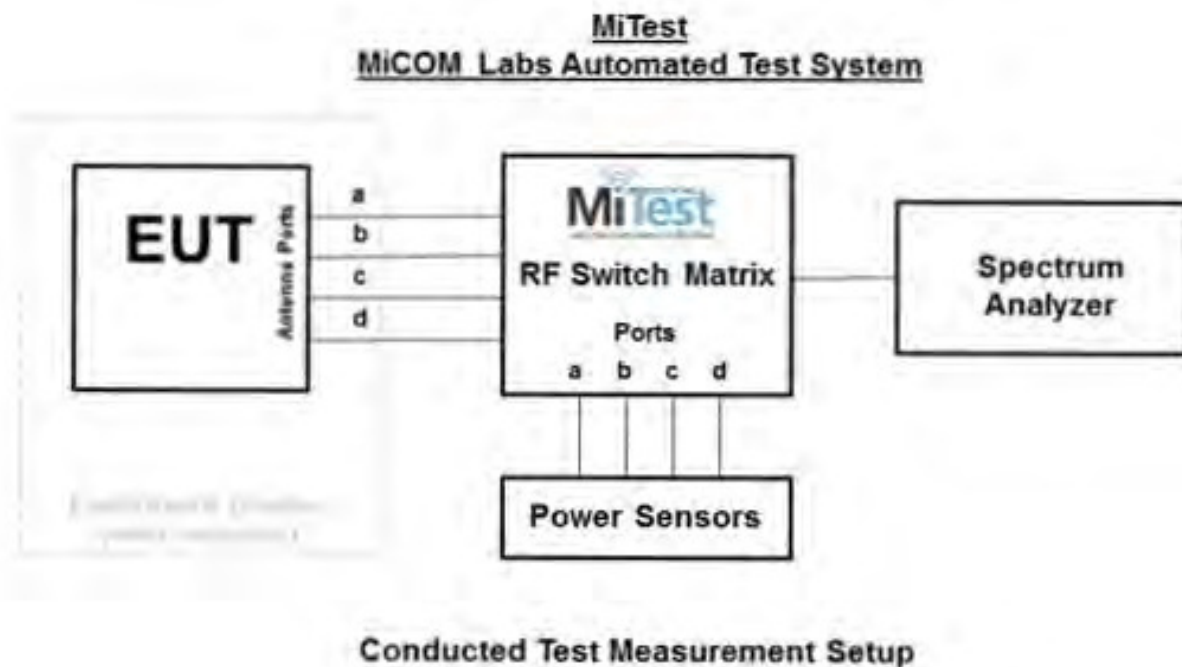 MiTest
MiCOM Labs Automated Test System
EUT
Antenna Ports
a
b
c
d
MiTest
RF Switch Matrix
Ports
a b c d
Spectrum
Analyzer
Power Sensors
Conducted Test Measurement Setup